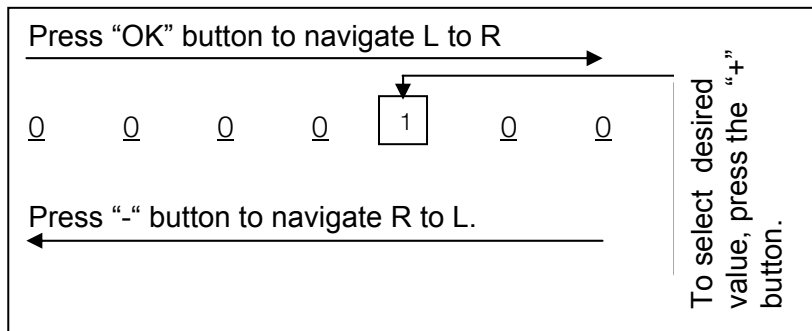 Press “OK” button to navigate L to R
0 0 0 0 1 0 0
Press “-“ button to navigate R to L.
To select desired
value, press the “+”
button.